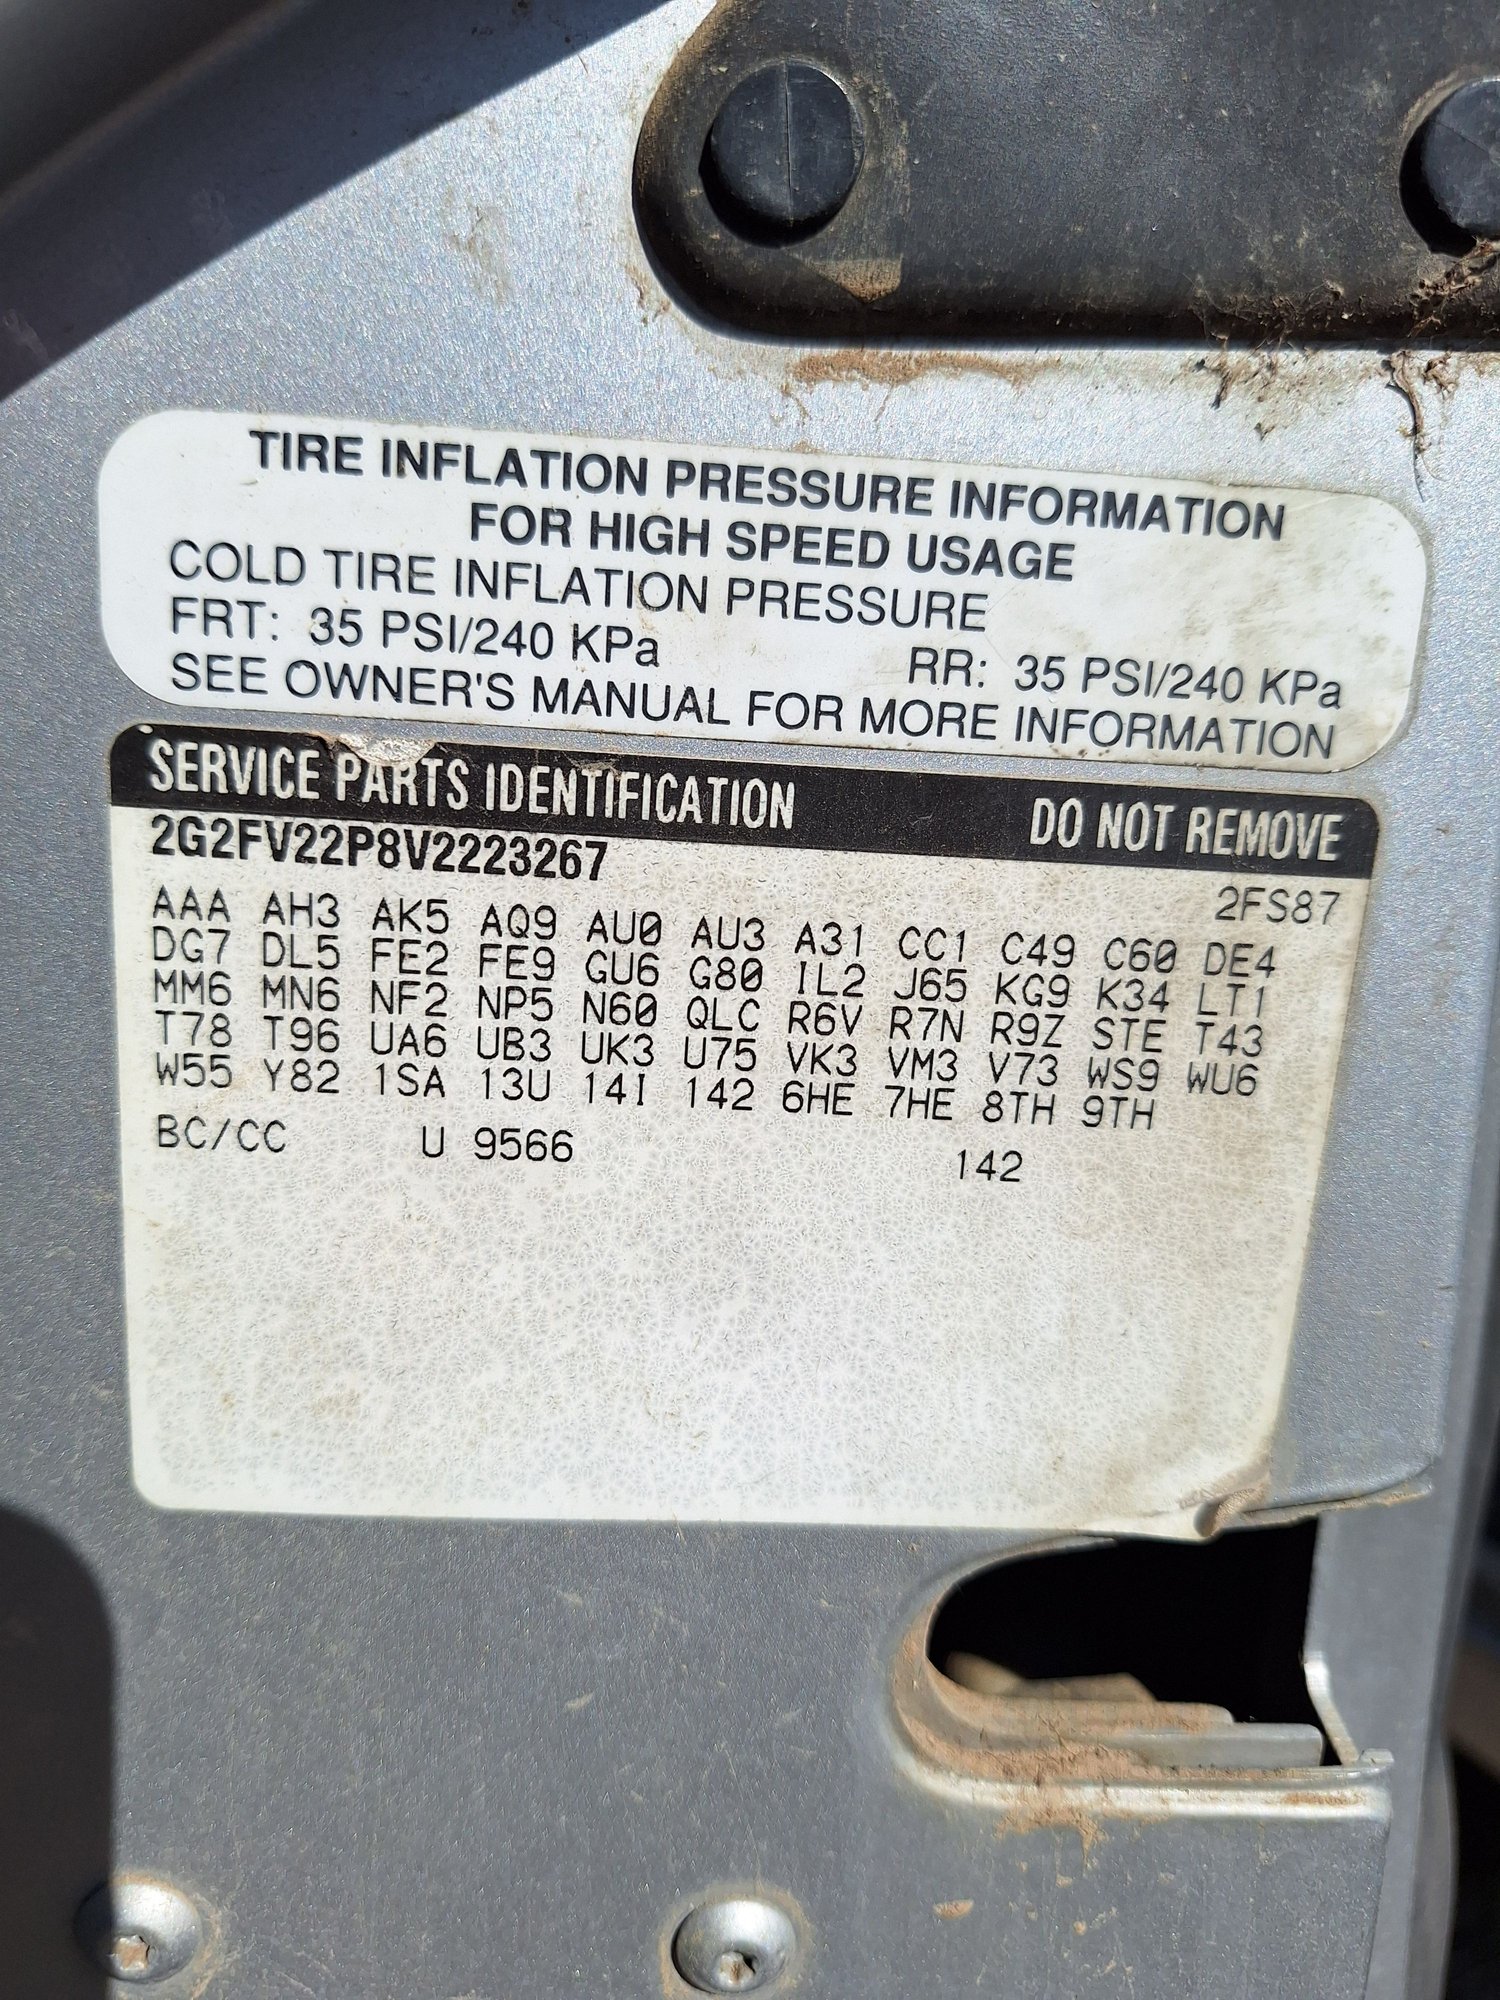 TIRE INFLATION PRESSURE INFORMATION
FOR HIGH SPEED USAGE
COLD TIRE INFLATION PRESSURE
FRT: 35 PSI/240 KPa RR: 35 PSI/240 KPa
SEE OWNER'S MANUAL FOR MORE INFORMATION
SERVICE PARTS IDENTIFICATION DO NOT REMOVE
2G2FV22P8V2223267 2FS87
AAA AH3 AK5 AQ9 AU0 AU3 A31 CC1 C49 C60 DE4
DG7 DL5 FE2 FE9 GU6 G80 IL2 J65 KG9 K34 LT1
MM6 MN6 NF2 NP5 N60 QLC R6V R7N R9Z STE T43
T78 T96 UA6 UB3 UK3 U75 VK3 VM3 V73 WS9 WU6
W55 Y82 1SA 13U 14I 142 6HE 7HE 8TH 9TH
BC/CC U 9566 142